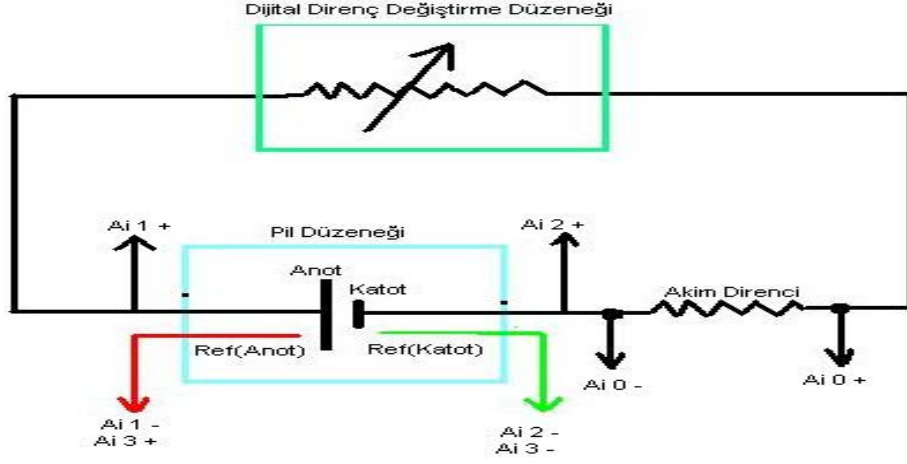 Dijital Direnç Değiştirme Düzeneği
Ai 1 +
Pil Düzeneği
Ai 2 +
Anot
Katot
Akim Direnci
Ref(Anot)
Ref(Katot)
Ai 0 -
Ai 0 +
Ai 1 -
Ai 3 +
Ai 2 -
Ai 3 -